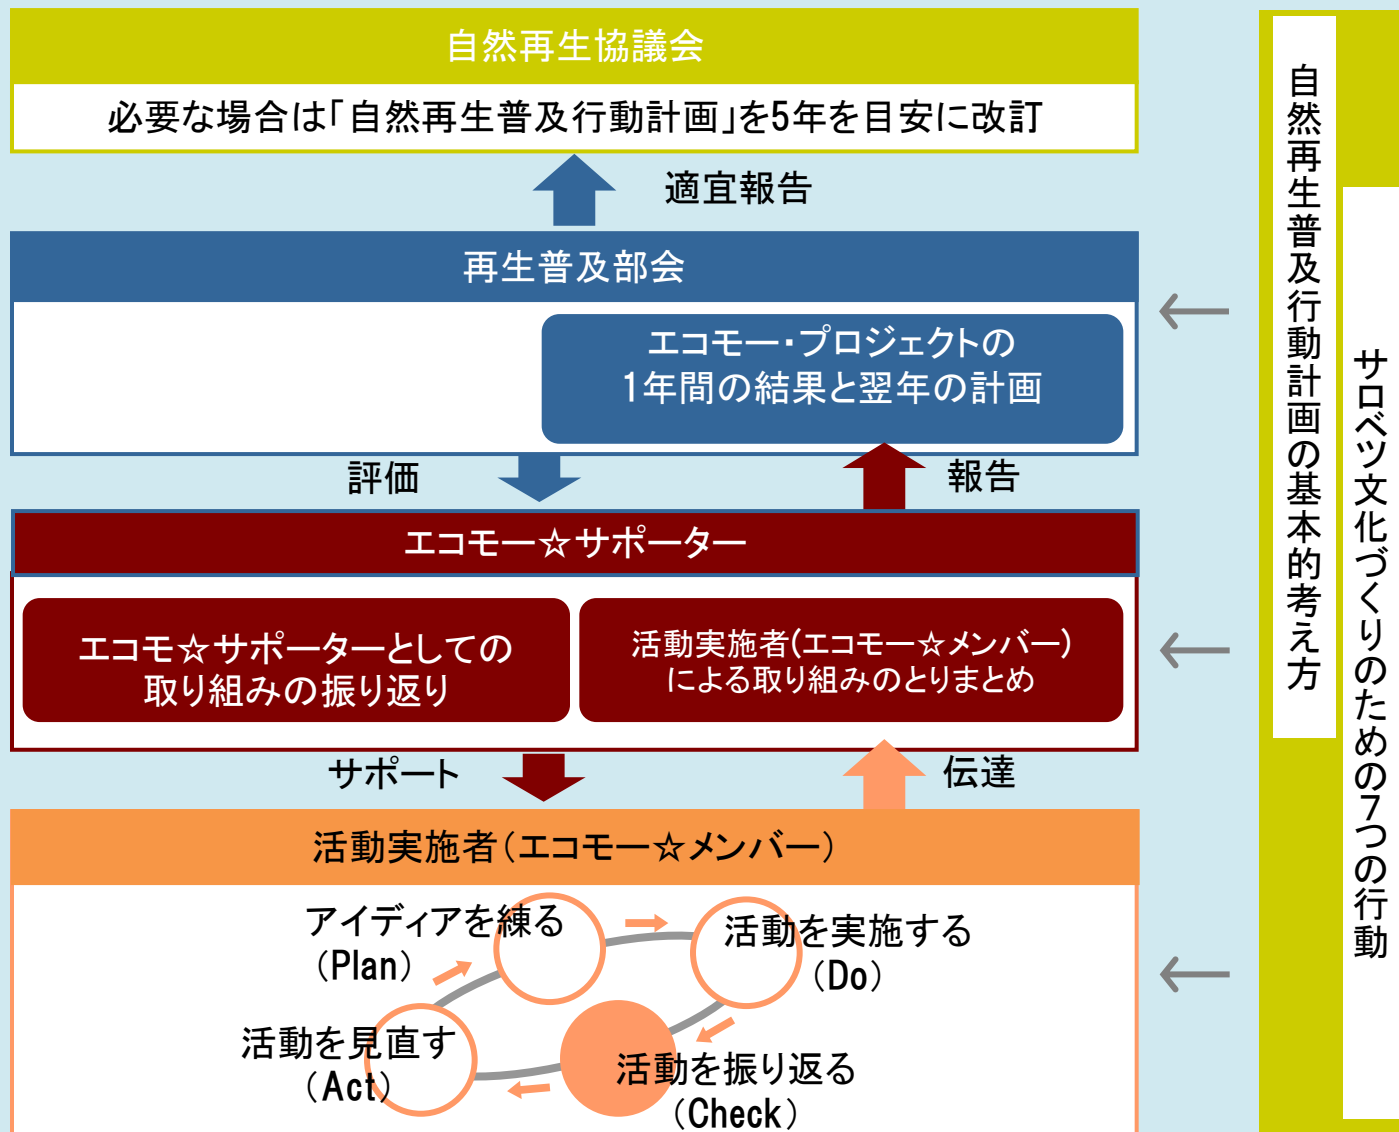 自然再生協議会
必要な場合は「自然再生普及行動計画」を5年を目安に改訂
適宜報告
再生普及部会
エコモー・プロジェクトの
1年間の結果と翌年の計画
評価
報告
エコモー☆サポーター
エコモ☆サポーターとしての
取り組みの振り返り
活動実施者(エコモー☆メンバー)
による取り組みのとりまとめ
サポート
伝達
活動実施者(エコモー☆メンバー)
アイディアを練る
(Plan)
活動を実施する
(Do)
活動を見直す
(Act)
活動を振り返る
(Check)
自然再生普及行動計画の基本的考え方
サロベツ文化づくりのための7つの行動